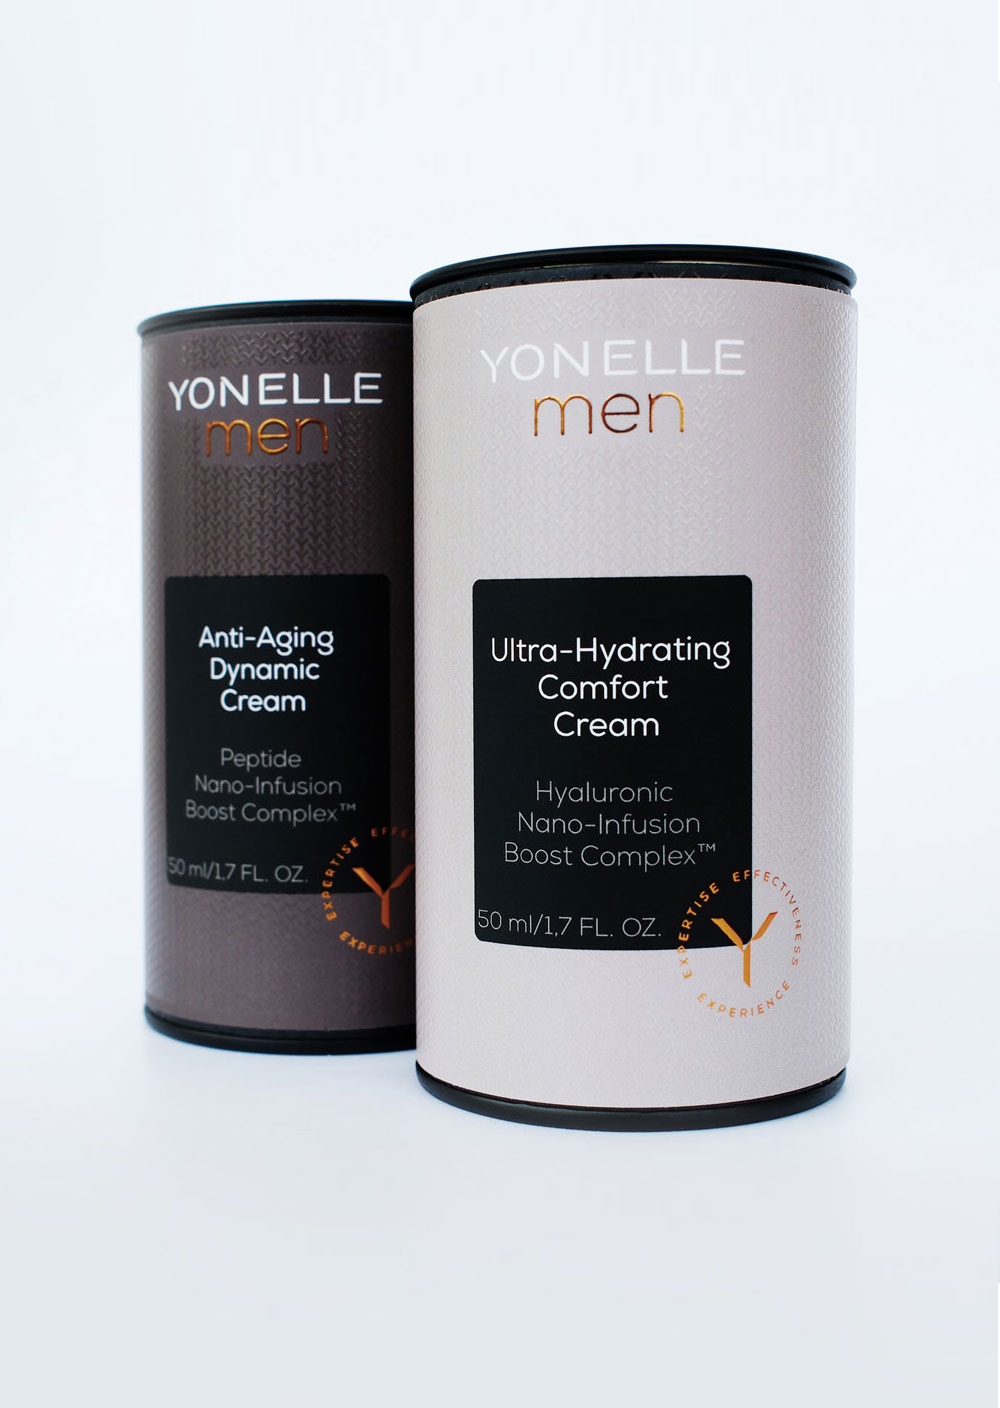 YONELLE
men
Anti-Aging
Dynamic
Cream
Peptide
Nano-Infusion
Boost Complex™
50 ml/1,7 FL. OZ.
EXPERTISE
Y
YONELLE
men
Ultra-Hydrating
Comfort
Cream
Hyaluronic
Nano-Infusion
Boost Complex™
50 ml/1,7 FL. OZ.
EXPERTISE EFFECTIVENESS EXPERIENCE
Y